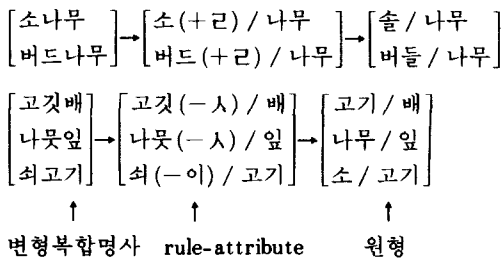 소나무 → 소(+ㄹ) / 나무 → 솔 / 나무
버드나무 → 버드(+ㄹ) / 나무 → 버들 / 나무
고깃배 → 고깃(-ㅅ) / 배 → 고기 / 배
나뭇잎 → 나뭇(-ㅅ) / 잎 → 나무 / 잎
쇠고기 → 쇠(-이) / 고기 → 소 / 고기
↑ ↑ ↑
변형복합명사 rule-attribute 원형